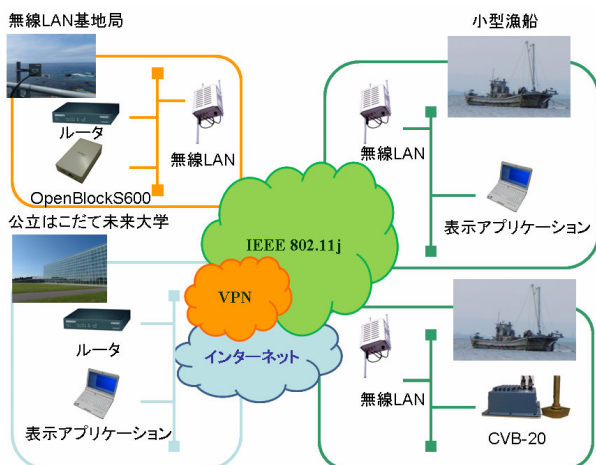 無線LAN基地局
ルータ
無線LAN
OpenBlockS600
小型漁船
無線LAN
表示アプリケーション
IEEE 802.11j
VPN
インターネット
公立はこだて未来大学
ルータ
表示アプリケーション
無線LAN
CVB-20